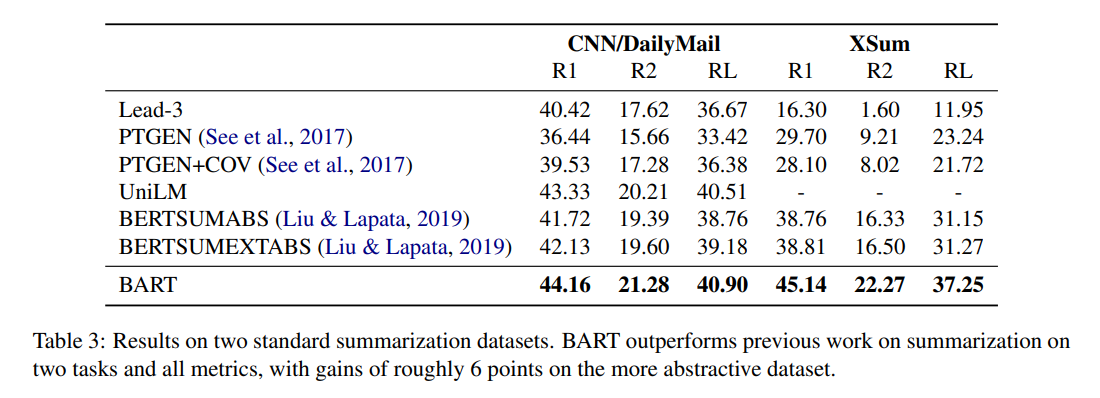 CNN/DailyMail XSum
R1 R2 RL R1 R2 RL
Lead-3 40.42 17.62 36.67 16.30 1.60 11.95
PTGEN (See et al., 2017) 36.44 15.66 33.42 29.70 9.21 23.24
PTGEN+COV (See et al., 2017) 39.53 17.28 36.38 28.10 8.02 21.72
UniLM 43.33 20.21 40.51 - - -
BERTSUMABS (Liu & Lapata, 2019) 41.72 19.39 38.76 38.76 16.33 31.15
BERTSUMEXTABS (Liu & Lapata, 2019) 42.13 19.60 39.18 38.81 16.50 31.27
BART 44.16 21.28 40.90 45.14 22.27 37.25
Table 3: Results on two standard summarization datasets. BART outperforms previous work on summarization on
two tasks and all metrics, with gains of roughly 6 points on the more abstractive dataset.